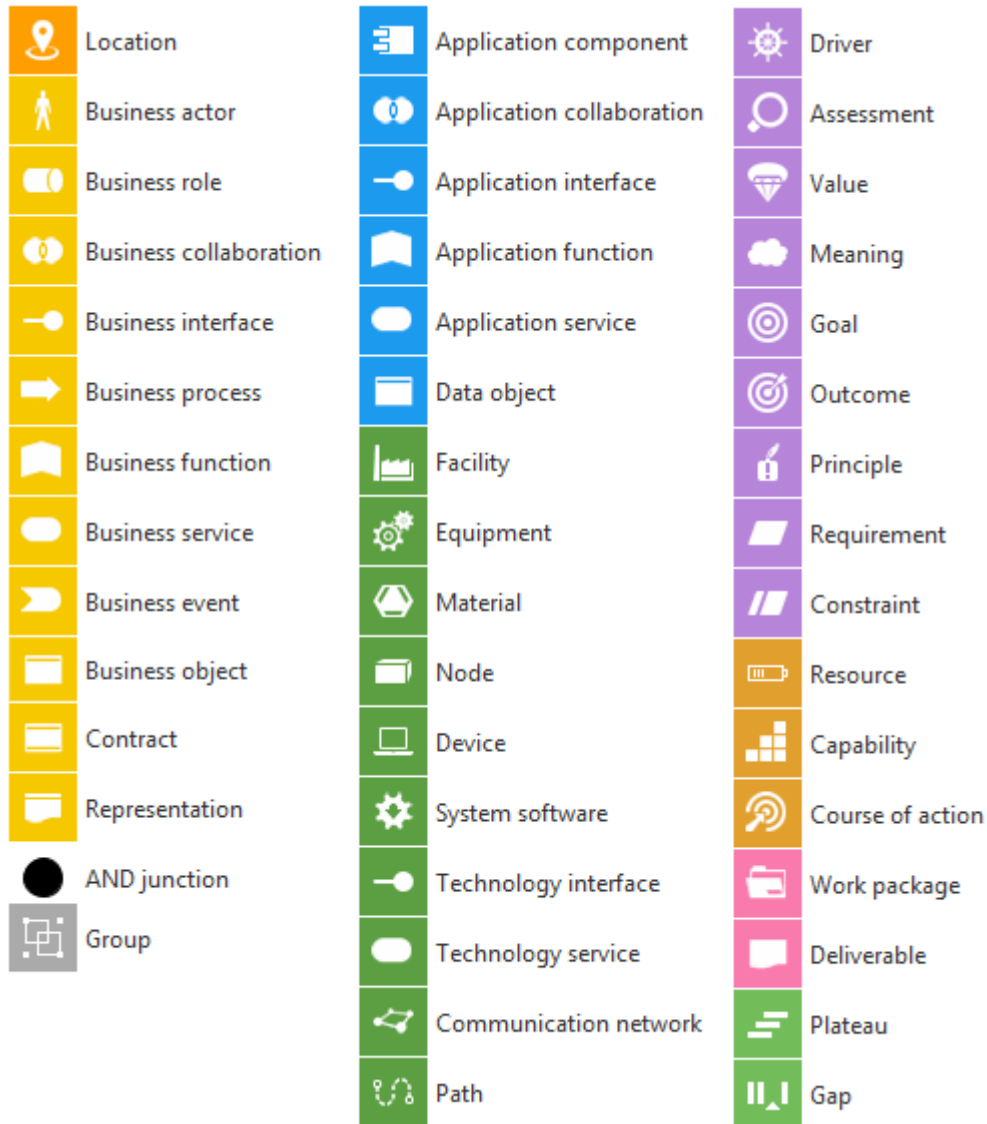 Location
Business actor
Business role
Business collaboration
Business interface
Business process
Business function
Business service
Business event
Business object
Contract
Representation
AND junction
Group
Application component
Application collaboration
Application interface
Application function
Application service
Data object
Facility
Equipment
Material
Node
Device
System software
Technology interface
Technology service
Communication network
Path
Driver
Assessment
Value
Meaning
Goal
Outcome
Principle
Requirement
Constraint
Resource
Capability
Course of action
Work package
Deliverable
Plateau
Gap